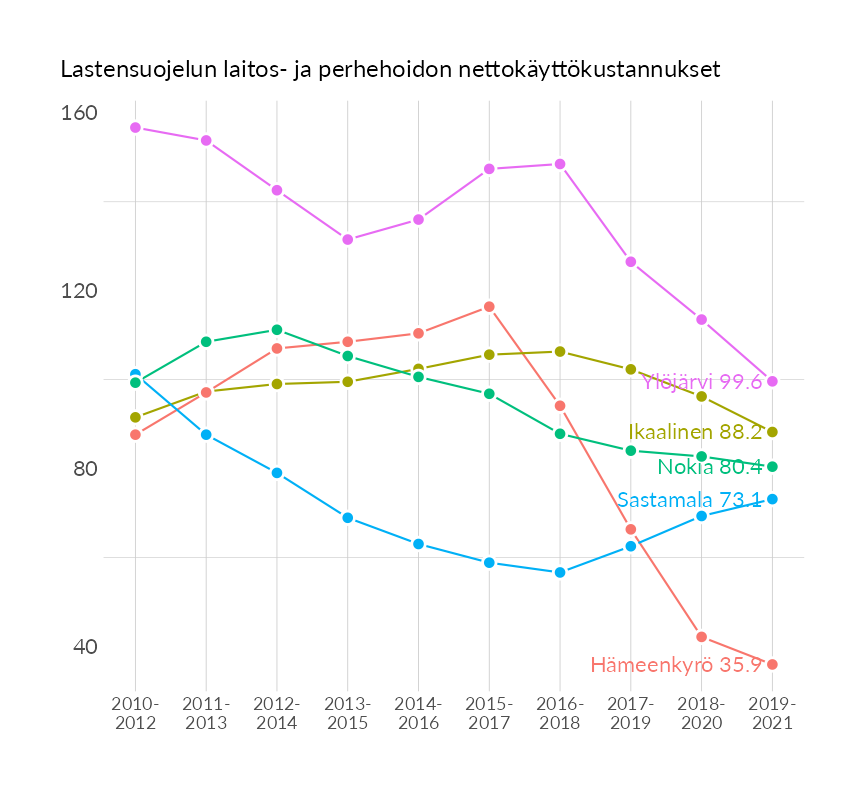 Lastensuojelun laitos- ja perhehoidon nettokäyttökustannukset
160
120
80
40
Ylöjärvi 99.6
Ikaalinen 88.2
Nokia 80.4
Sastamala 73.1
Hämeenkyrö 35.9
2010- 2011- 2012- 2013- 2014- 2015- 2016- 2017- 2018- 2019-
2012 2013 2014 2015 2016 2017 2018 2019 2020 2021